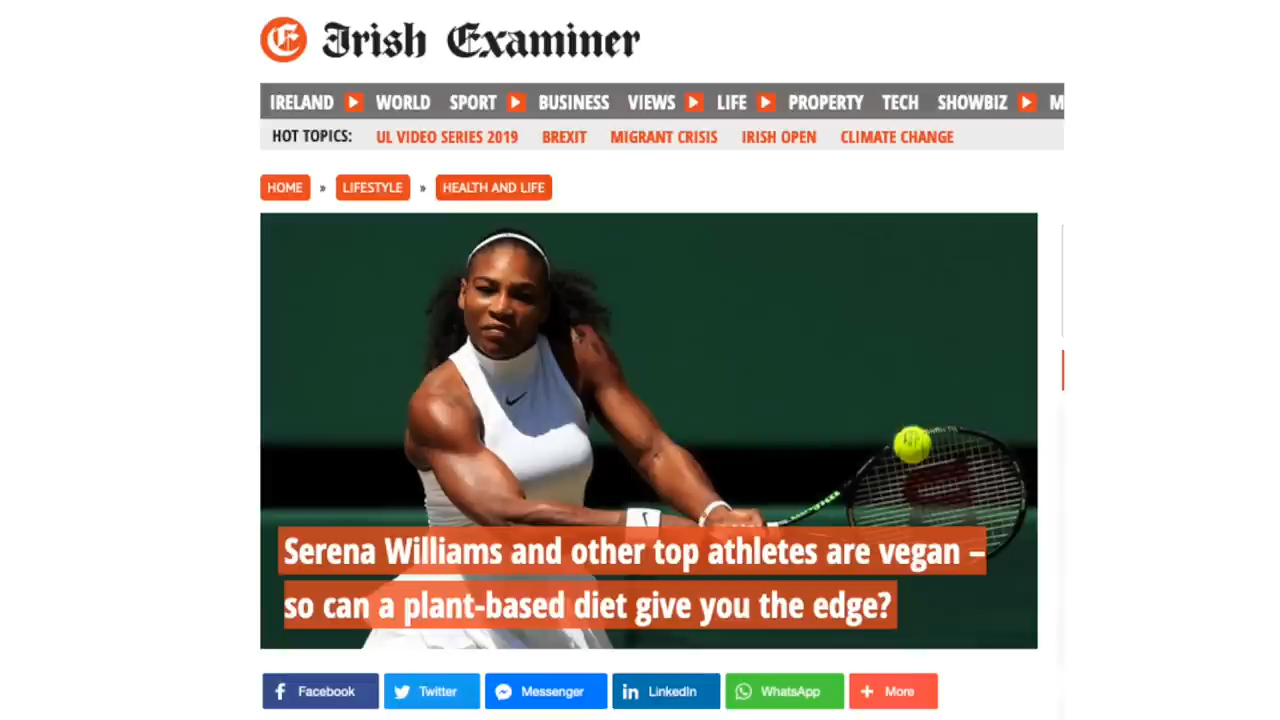 Irish Examiner
IRELAND WORLD SPORT BUSINESS VIEWS LIFE PROPERTY TECH SHOWBIZ M
HOT TOPICS: UL VIDEO SERIES 2019 BREXIT MIGRANT CRISIS IRISH OPEN CLIMATE CHANGE
HOME » LIFESTYLE » HEALTH AND LIFE
Serena Williams and other top athletes are vegan –
so can a plant-based diet give you the edge?
Facebook Twitter Messenger LinkedIn WhatsApp + More